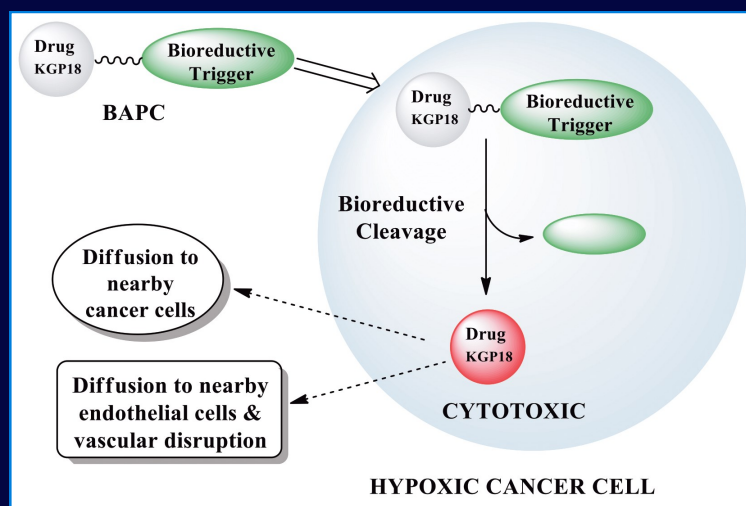 Drug
KGP18
Bioreductive
Trigger
BAPC
Drug
KGP18
Bioreductive
Trigger
Bioreductive
Cleavage
Diffusion to
nearby
cancer cells
Drug
KGP18
Diffusion to nearby
endothelial cells &
vascular disruption
CYTOTOXIC
HYPOXIC CANCER CELL